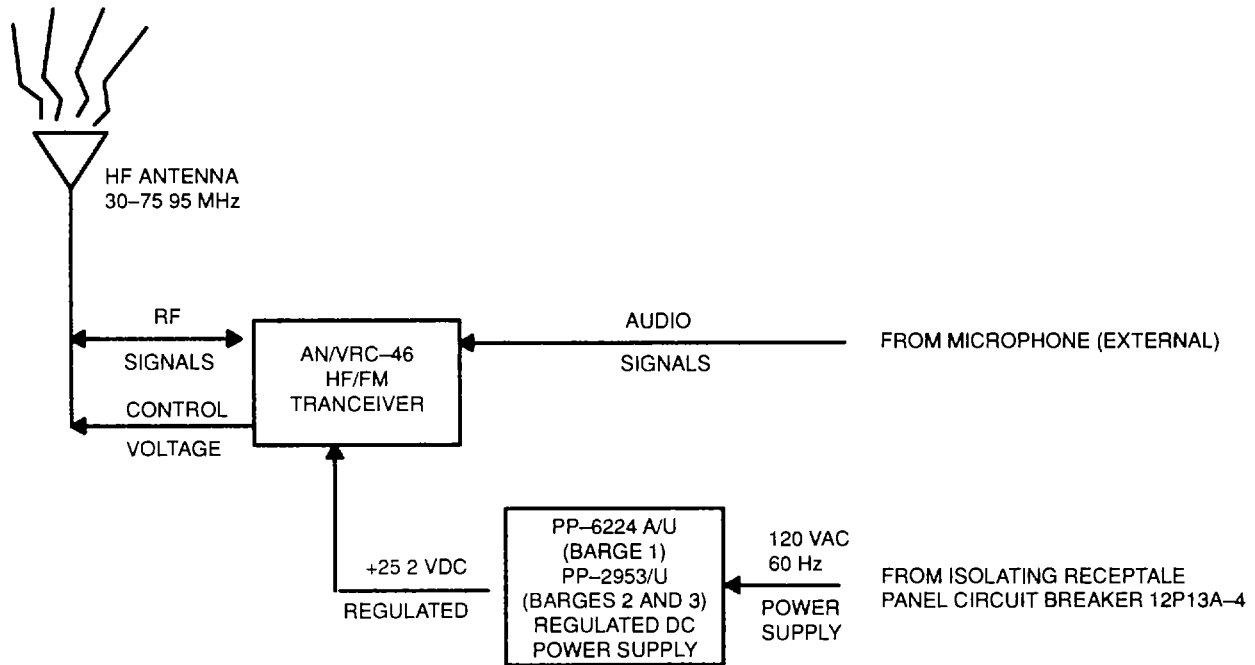 HF ANTENNA
30–75 95 MHz
RF
SIGNALS
CONTROL
VOLTAGE
AN/VRC–46
HF/FM
TRANCEIVER
AUDIO
SIGNALS
FROM MICROPHONE (EXTERNAL)
+25 2 VDC
REGULATED
PP–6224 A/U
(BARGE 1)
PP–2953/U
(BARGES 2 AND 3)
REGULATED DC
POWER SUPPLY
120 VAC
60 Hz
POWER
SUPPLY
FROM ISOLATING RECEPTALE
PANEL CIRCUIT BREAKER 12P13A–4